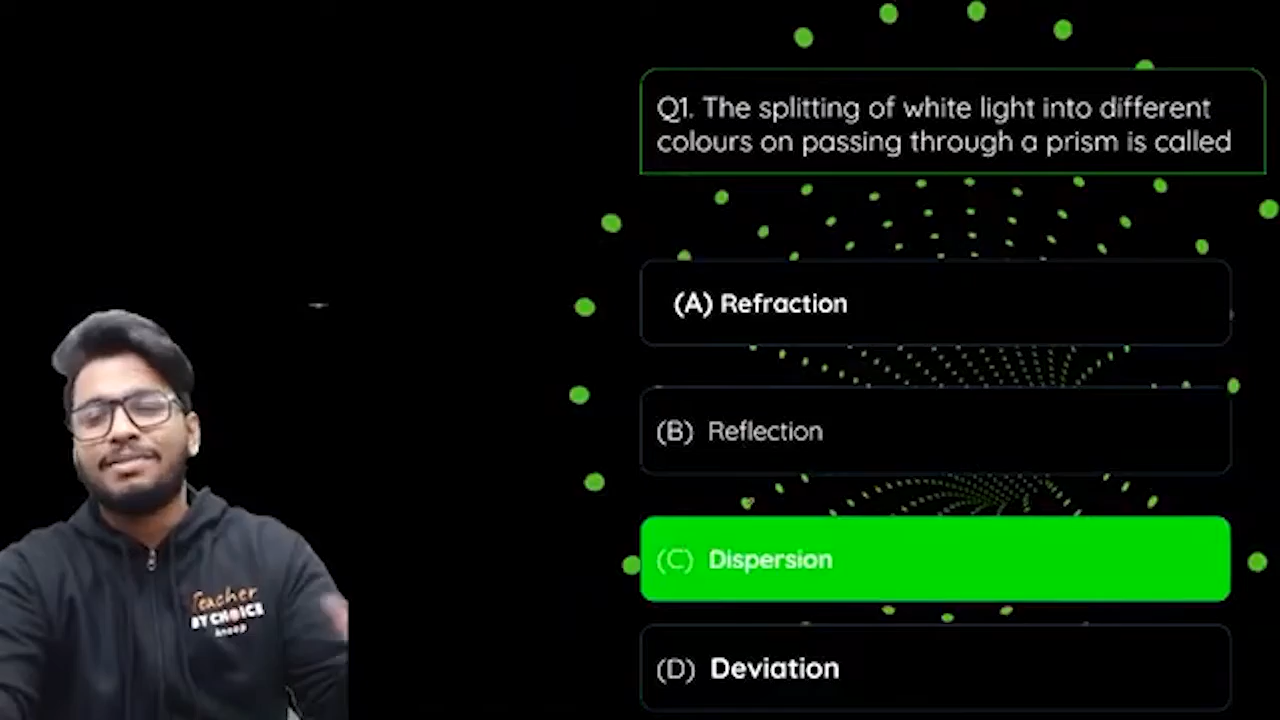 Q1. The splitting of white light into different
colours on passing through a prism is called
(A) Refraction
(B) Reflection
(C) Dispersion
(D) Deviation
Teacher
BY CHOICE